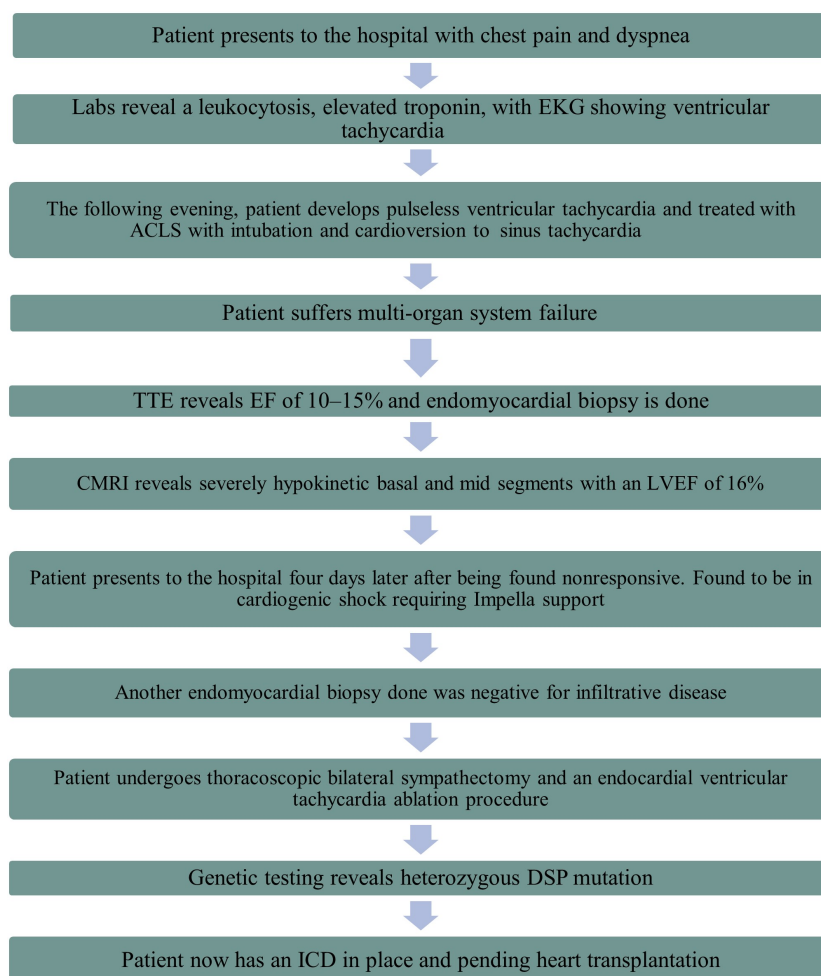 Patient presents to the hospital with chest pain and dyspnea
Labs reveal a leukocytosis, elevated troponin, with EKG showing ventricular
tachycardia
The following evening, patient develops pulseless ventricular tachycardia and treated with
ACLS with intubation and cardioversion to sinus tachycardia
Patient suffers multi-organ system failure
TTE reveals EF of 10–15% and endomyocardial biopsy is done
CMRI reveals severely hypokinetic basal and mid segments with an LVEF of 16%
Patient presents to the hospital four days later after being found nonresponsive. Found to be in
cardiogenic shock requiring Impella support
Another endomyocardial biopsy done was negative for infiltrative disease
Patient undergoes thoracoscopic bilateral sympathectomy and an endocardial ventricular
tachycardia ablation procedure
Genetic testing reveals heterozygous DSP mutation
Patient now has an ICD in place and pending heart transplantation